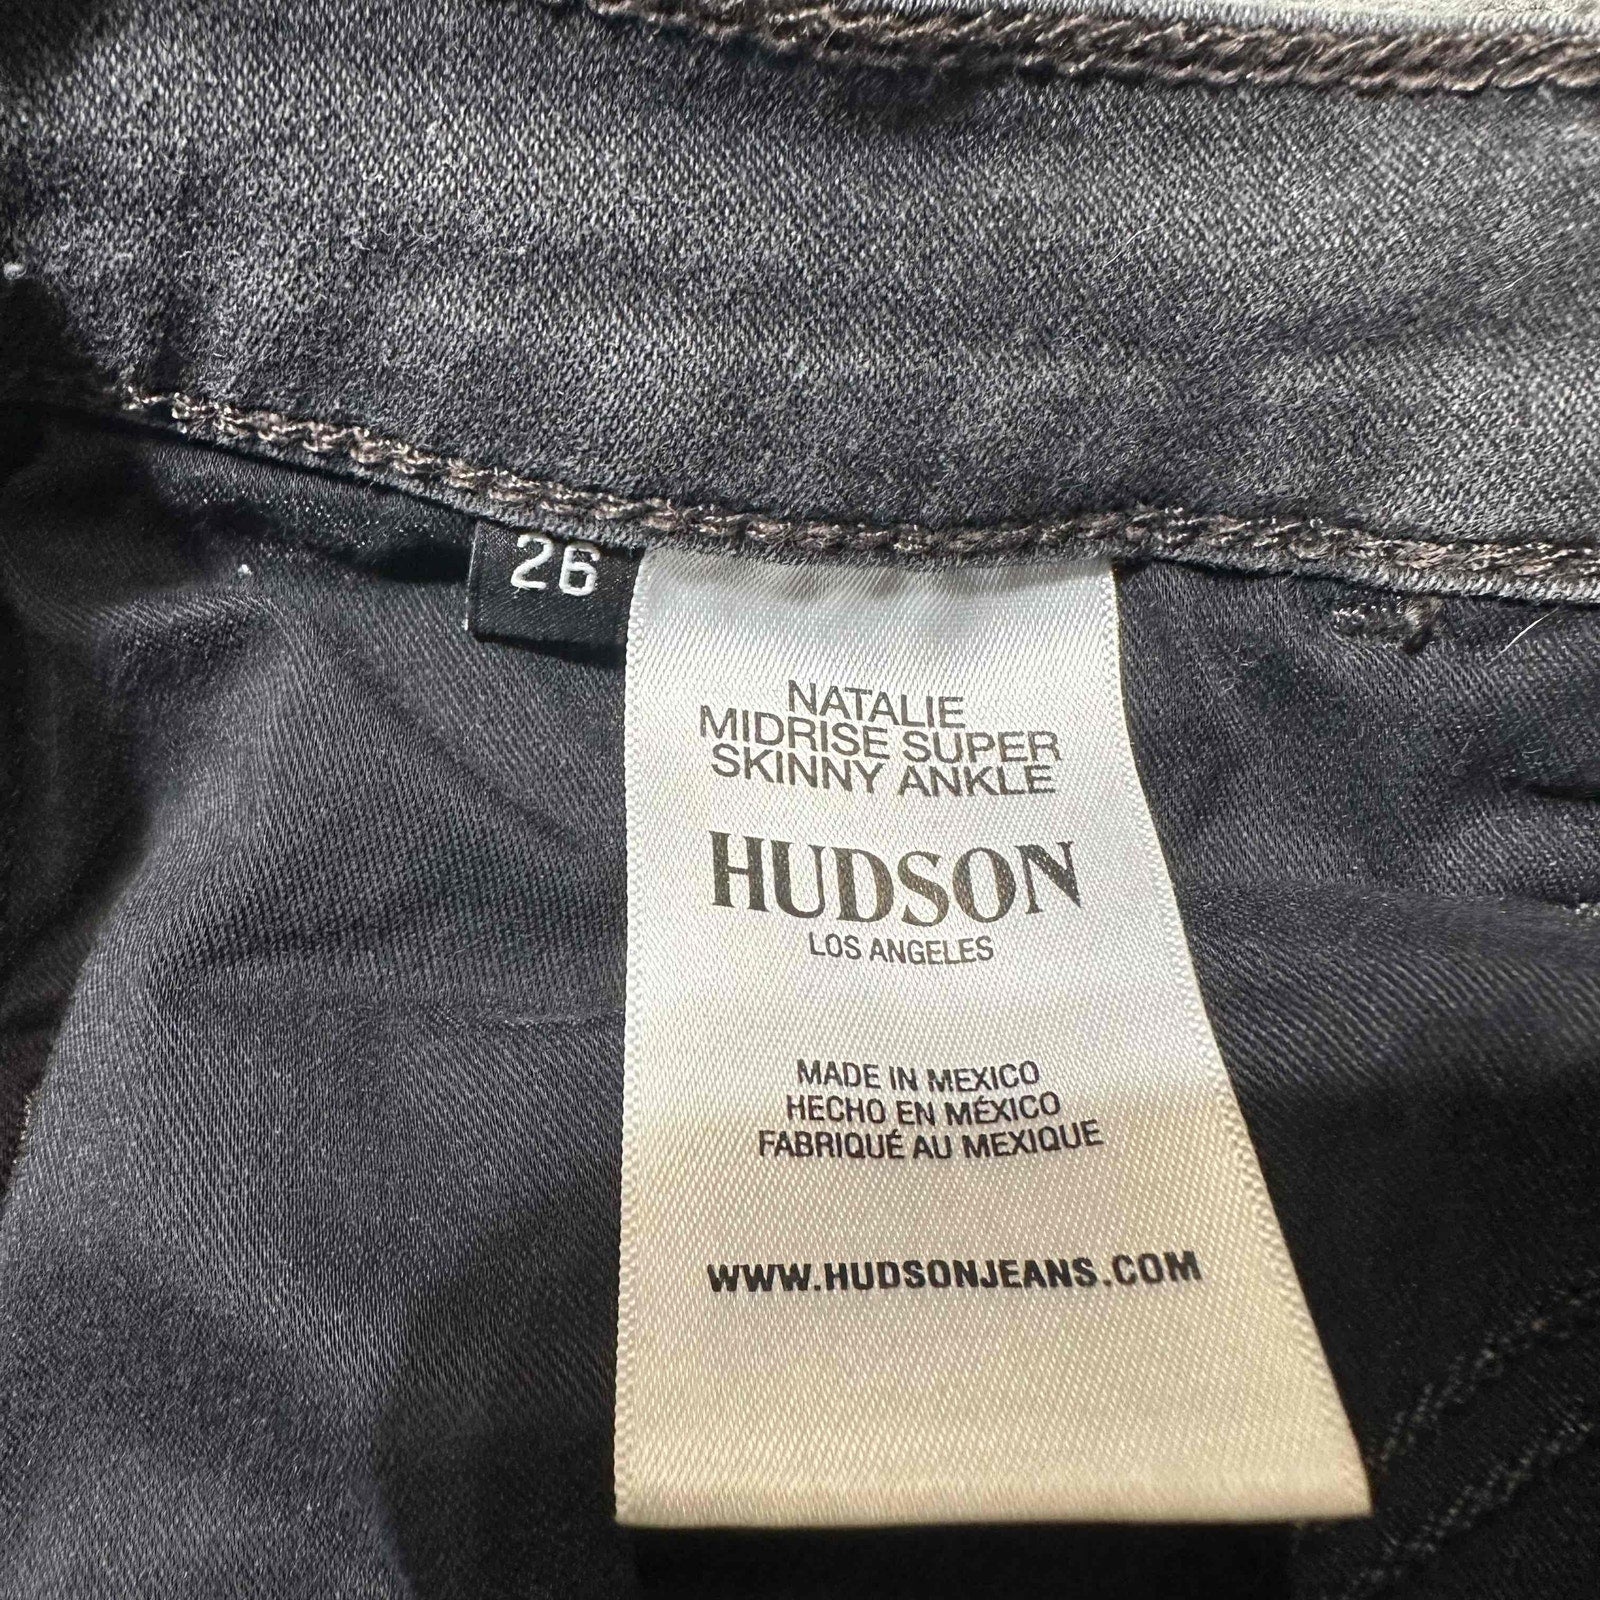 26
NATALIE
MIDRISE SUPER
SKINNY ANKLE
HUDSON
LOS ANGELES
MADE IN MEXICO
HECHO EN MÉXICO
FABRIQUÉ AU MEXIQUE
WWW.HUDSONJEANS.COM